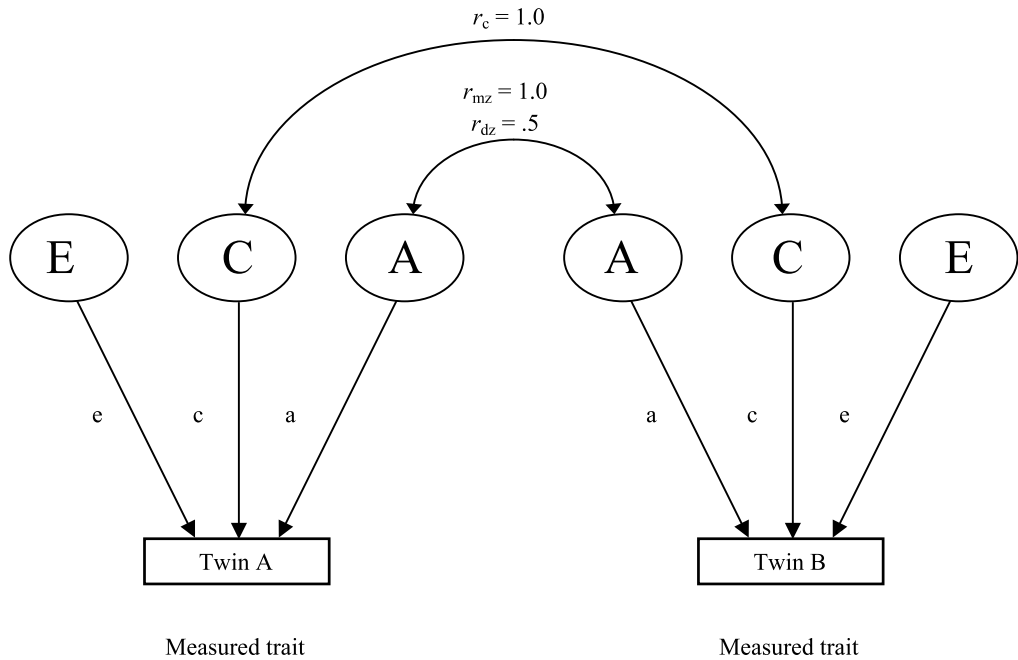 r_c = 1.0
r_mz = 1.0
r_dz = .5
E C A A C E
e c a a c e
Twin A Twin B
Measured trait Measured trait